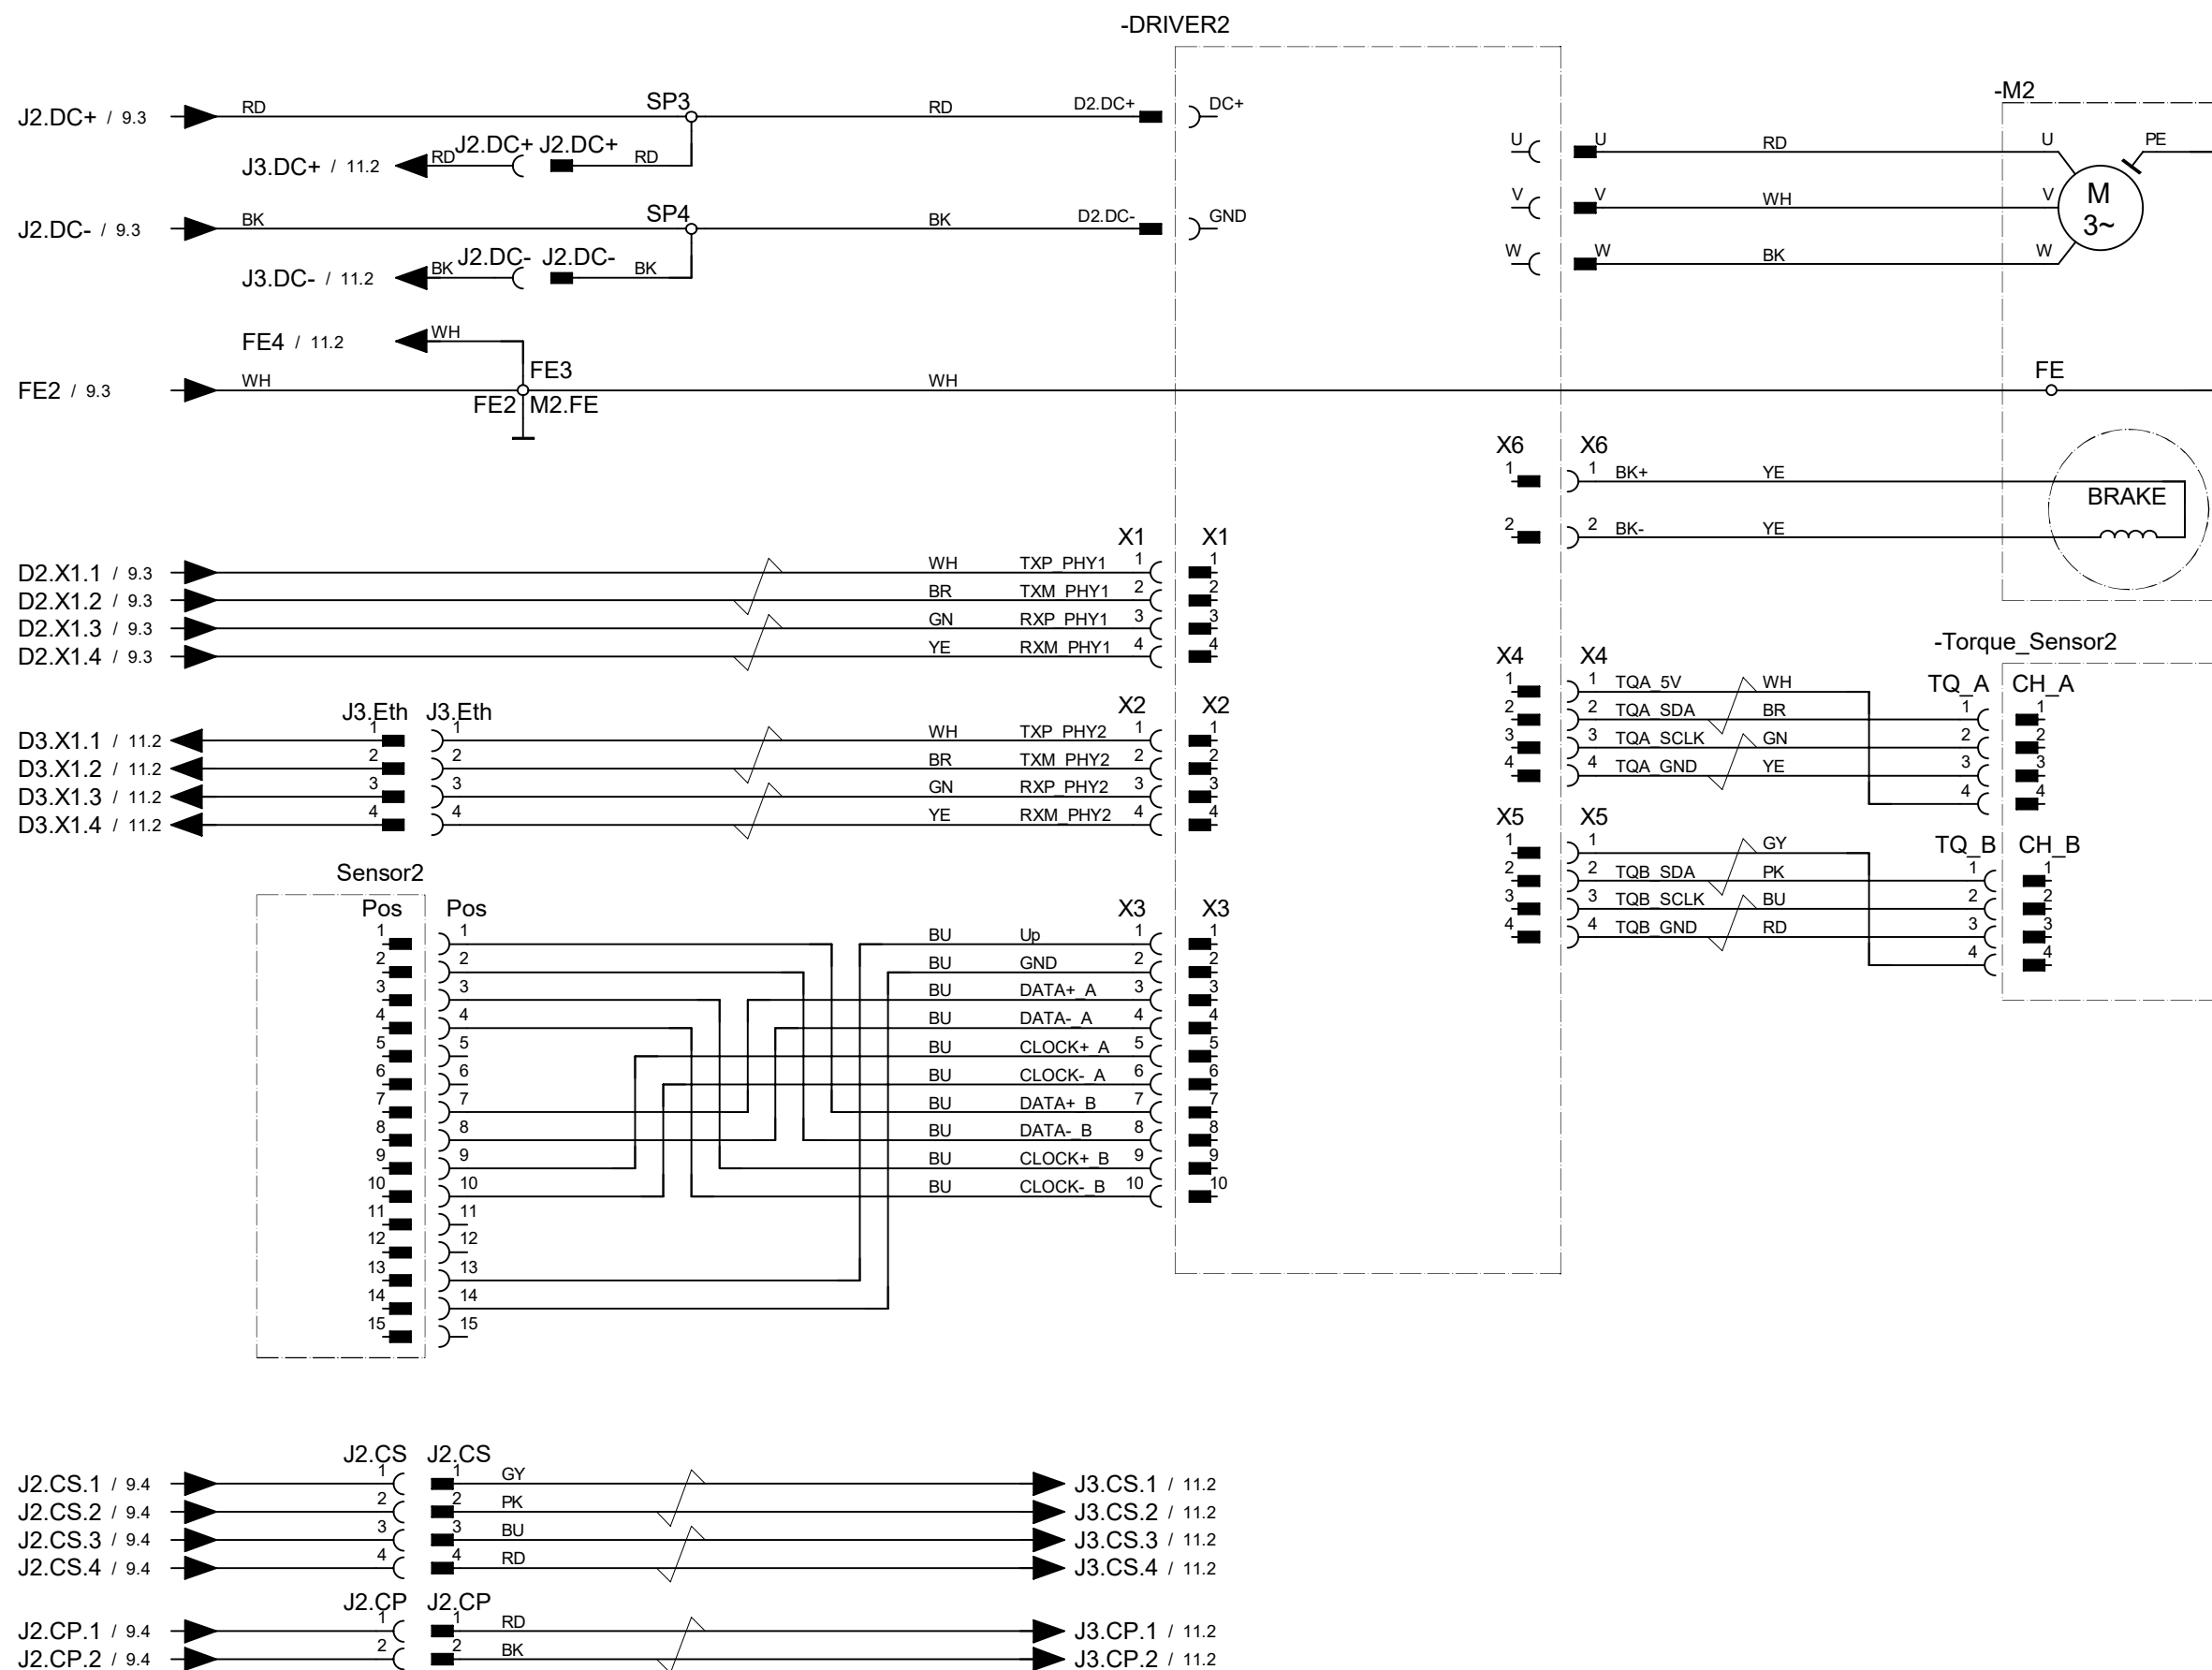 -DRIVER2
-M2
J2.DC+ / 9.3 RD SP3 RD D2.DC+ DC+
J3.DC+ / 11.2 RD J2.DC+ J2.DC+ RD
U U RD U PE
J2.DC- / 9.3 BK SP4 BK D2.DC- GND
V V WH V M 3~
J3.DC- / 11.2 BK J2.DC- J2.DC- BK
W W BK W
FE4 / 11.2 WH
FE3
FE2 / 9.3 WH WH FE
FE2 M2.FE
X6 X6
1 1 BK+ YE
BRAKE
2 2 BK- YE
X1 X1
D2.X1.1 / 9.3 WH TXP_PHY1 1 1
D2.X1.2 / 9.3 BR TXM_PHY1 2 2
D2.X1.3 / 9.3 GN RXP_PHY1 3 3
D2.X1.4 / 9.3 YE RXM_PHY1 4 4
-Torque_Sensor2
X4 X4 TQ_A CH_A
1 1 TQA_5V WH
2 2 TQA_SDA BR 1 1
3 3 TQA_SCLK GN 2 2
4 4 TQA_GND YE 3 3
4 4
J3.Eth J3.Eth X2 X2
D3.X1.1 / 11.2 1 1 WH TXP_PHY2 1 1
D3.X1.2 / 11.2 2 2 BR TXM_PHY2 2 2
D3.X1.3 / 11.2 3 3 GN RXP_PHY2 3 3
D3.X1.4 / 11.2 4 4 YE RXM_PHY2 4 4
X5 X5 TQ_B CH_B
1 1 GY
2 2 TQB_SDA PK 1 1
3 3 TQB_SCLK BU 2 2
4 4 TQB_GND RD 3 3
4 4
Sensor2
Pos Pos X3 X3
1 1 BU Up 1 1
2 2 BU GND 2 2
3 3 BU DATA+_A 3 3
4 4 BU DATA-_A 4 4
5 5 BU CLOCK+_A 5 5
6 6 BU CLOCK-_A 6 6
7 7 BU DATA+_B 7 7
8 8 BU DATA-_B 8 8
9 9 BU CLOCK+_B 9 9
10 10 BU CLOCK-_B 10 10
11 11
12 12
13 13
14 14
15 15
J2.CS J2.CS
J2.CS.1 / 9.4 1 1 GY J3.CS.1 / 11.2
J2.CS.2 / 9.4 2 2 PK J3.CS.2 / 11.2
J2.CS.3 / 9.4 3 3 BU J3.CS.3 / 11.2
J2.CS.4 / 9.4 4 4 RD J3.CS.4 / 11.2
J2.CP J2.CP
J2.CP.1 / 9.4 1 1 RD J3.CP.1 / 11.2
J2.CP.2 / 9.4 2 2 BK J3.CP.2 / 11.2